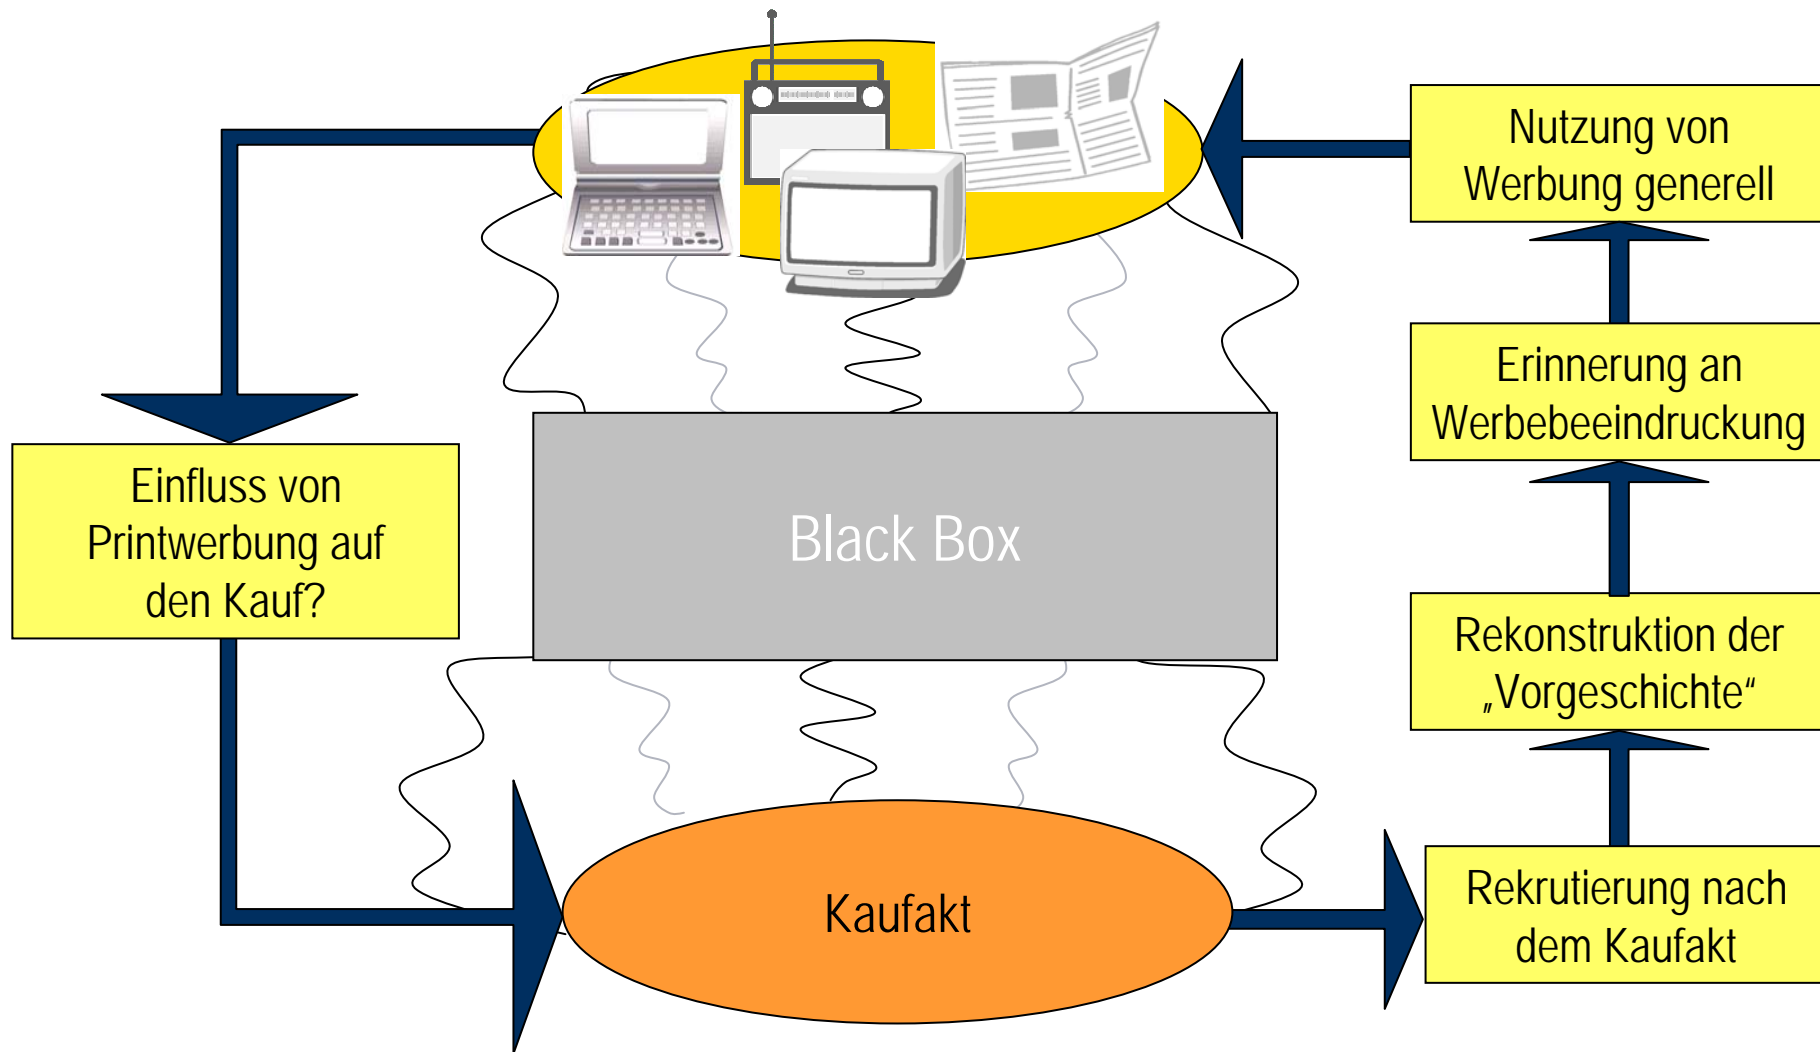 Nutzung von
Werbung generell
Erinnerung an
Werbebeeindruckung
Einfluss von
Printwerbung auf
den Kauf?
Black Box
Rekonstruktion der
„Vorgeschichte“
Kaufakt
Rekrutierung nach
dem Kaufakt